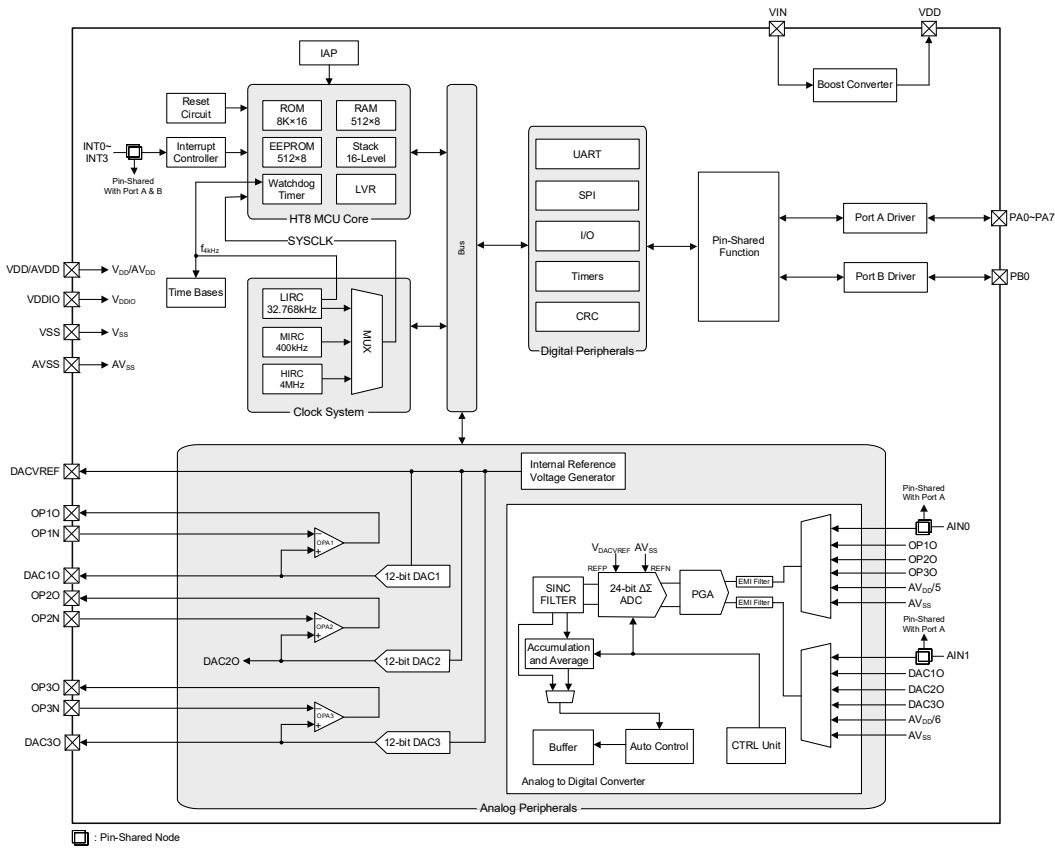 VIN
VDD
IAP
Boost Converter
Reset
Circuit
ROM
8K×16
RAM
512×8
INT0~
INT3
Interrupt
Controller
EEPROM
512×8
Stack
16-Level
Pin-Shared
With Port A & B
Watchdog
Timer
LVR
HT8 MCU Core
SYSCLK
f4kHz
Time Bases
LIRC
32.768kHz
MIRC
400kHz
HIRC
4MHz
MUX
Clock System
Bus
UART
SPI
I/O
Timers
CRC
Digital Peripherals
Pin-Shared
Function
Port A Driver
PA0~PA7
Port B Driver
PB0
VDD/AVDD
VDD/AVDD
VDDIO
VDDIO
VSS
VSS
AVSS
AVSS
DACVREF
Internal Reference
Voltage Generator
OP1O
OP1N
OPA1
DAC1O
12-bit DAC1
OP2O
OP2N
OPA2
DAC2O
12-bit DAC2
OP3O
OP3N
OPA3
DAC3O
12-bit DAC3
VDACVREF
AVSS
REFP
REFN
SINC
FILTER
24-bit ΔΣ
ADC
PGA
EMI Filter
EMI Filter
Accumulation
and Average
Buffer
Auto Control
CTRL Unit
Analog to Digital Converter
Analog Peripherals
Pin-Shared
With Port A
AIN0
OP1O
OP2O
OP3O
AVDD/5
AVSS
Pin-Shared
With Port A
AIN1
DAC1O
DAC2O
DAC3O
AVDD/6
AVSS
: Pin-Shared Node